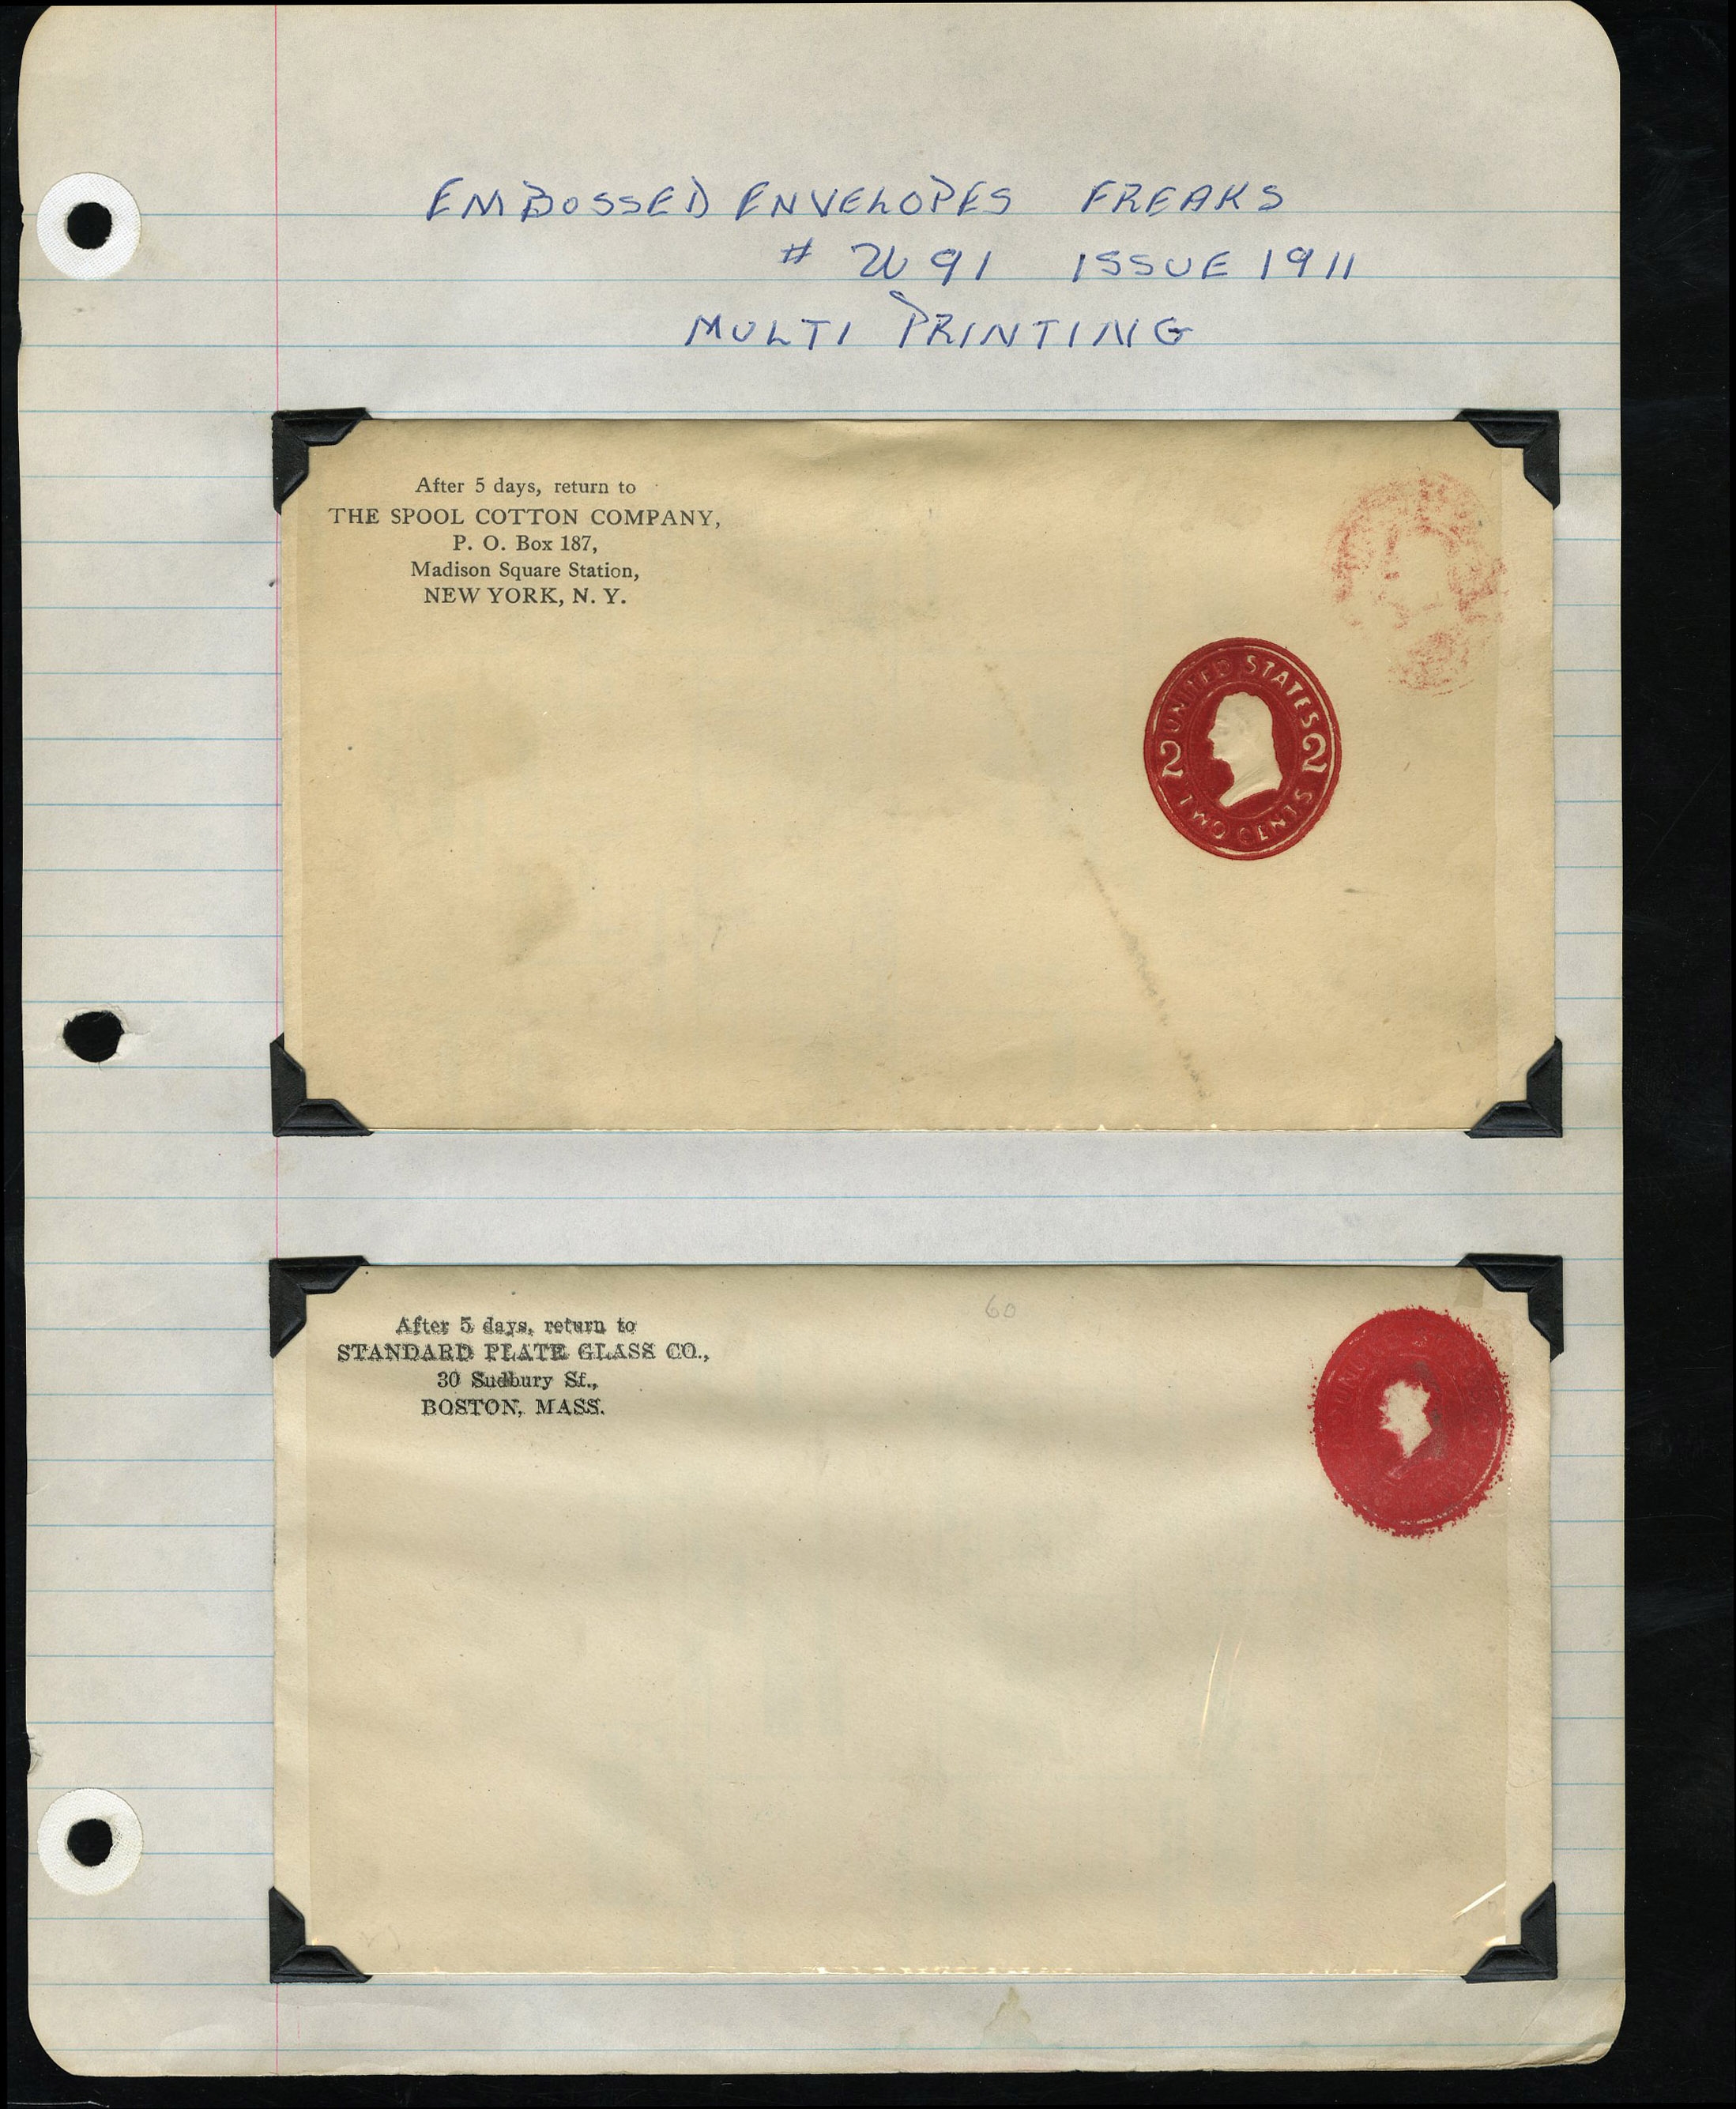 EMBOSSED ENVELOPES FREAKS
# 2U91 ISSUE 1911
MULTI PRINTING
After 5 days, return to
THE SPOOL COTTON COMPANY,
P. O. Box 187,
Madison Square Station,
NEW YORK, N. Y.
UNITED STATES
2 2
TWO CENTS
60
After 5 days, return to
STANDARD PLATE GLASS CO.,
30 Sudbury St.,
BOSTON, MASS.